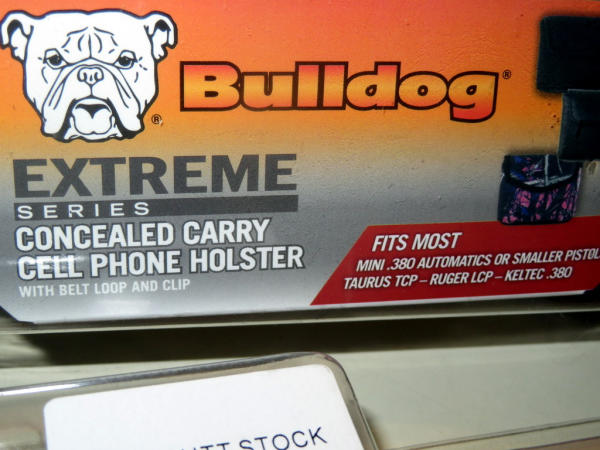 Bulldog®
®
EXTREME
SERIES
CONCEALED CARRY
CELL PHONE HOLSTER
WITH BELT LOOP AND CLIP
FITS MOST
MINI .380 AUTOMATICS OR SMALLER
TAURUS TCP – RUGER LCP – KELTEC .380
STOCK